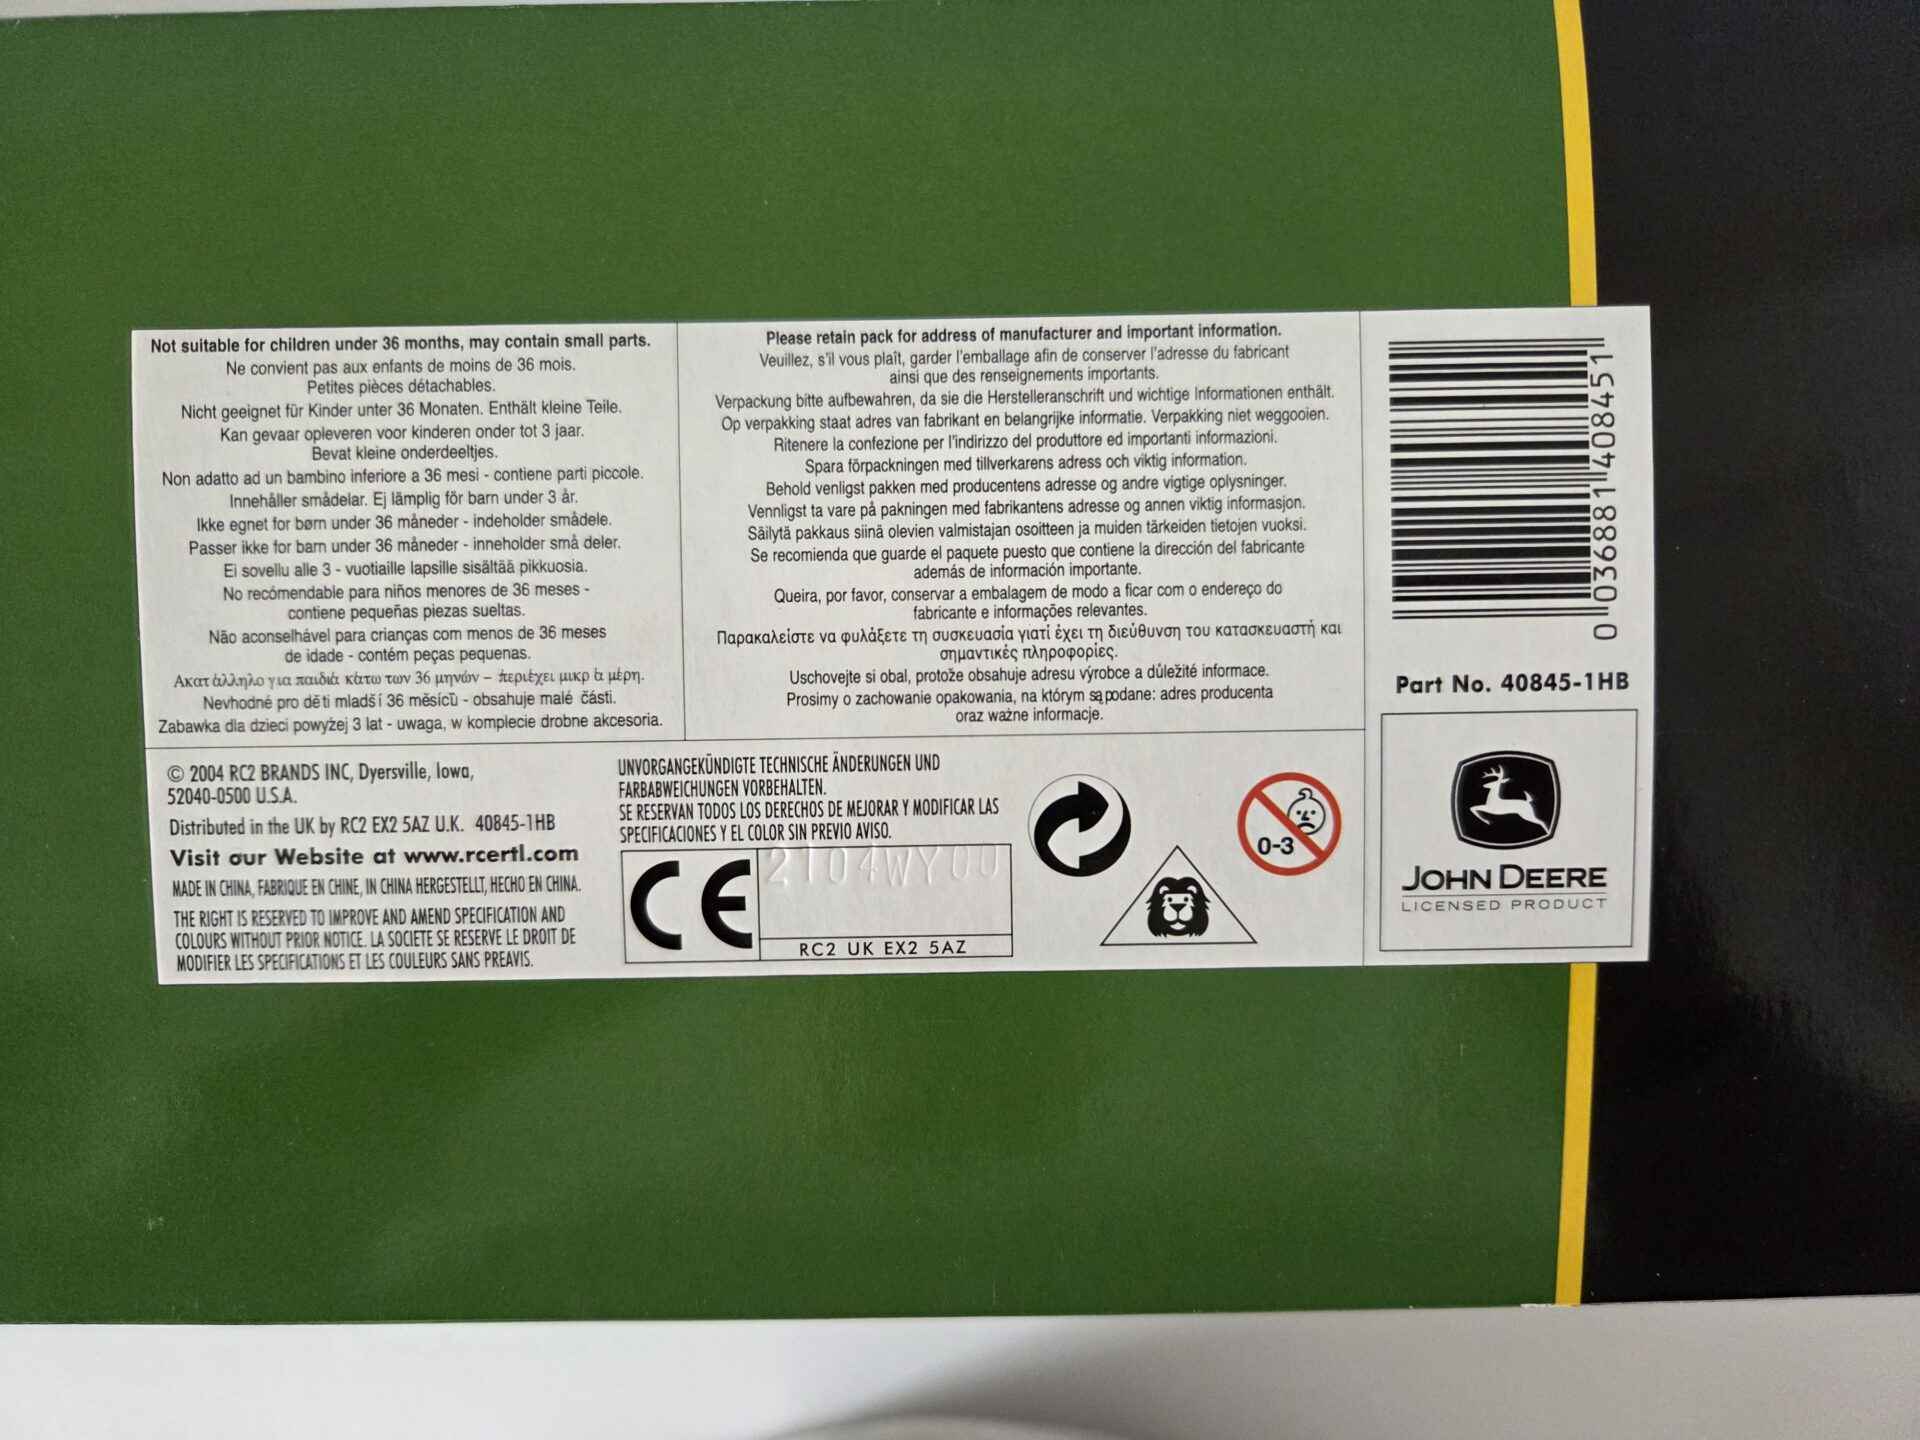 Not suitable for children under 36 months, may contain small parts.
Ne convient pas aux enfants de moins de 36 mois.
Petites pièces détachables.
Nicht geeignet für Kinder unter 36 Monaten. Enthält kleine Teile.
Kan gevaar opleveren voor kinderen onder tot 3 jaar.
Bevat kleine onderdeeltjes.
Non adatto ad un bambino inferiore a 36 mesi - contiene parti piccole.
Innehåller smådelar. Ej lämplig för barn under 3 år.
Ikke egnet for børn under 36 måneder - indeholder smådele.
Passer ikke for barn under 36 måneder - inneholder små deler.
Ei sovellu alle 3 - vuotiaille lapsille sisältää pikkuosia.
No recómendable para niños menores de 36 meses -
contiene pequeñas piezas sueltas.
Não aconselhável para crianças com menos de 36 meses
de idade - contém peças pequenas.
Ακατάλληλο για παιδιά κάτω των 36 μηνών – περιέχει μικρά μέρη.
Nevhodné pro děti mladší 36 měsíců - obsahuje malé části.
Zabawka dla dzieci powyżej 3 lat - uwaga, w komplecie drobne akcesoria.
Please retain pack for address of manufacturer and important information.
Veuillez, s'il vous plaît, garder l'emballage afin de conserver l'adresse du fabricant
ainsi que des renseignements importants.
Verpackung bitte aufbewahren, da sie die Herstelleranschrift und wichtige Informationen enthält.
Op verpakking staat adres van fabrikant en belangrijke informatie. Verpakking niet weggooien.
Ritenere la confezione per l'indirizzo del produttore ed importanti informazioni.
Spara förpackningen med tillverkarens adress och viktig information.
Behold venligst pakken med producentens adresse og andre vigtige oplysninger.
Vennligst ta vare på pakningen med fabrikantens adresse og annen viktig informasjon.
Säilytä pakkaus siinä olevien valmistajan osoitteen ja muiden tärkeiden tietojen vuoksi.
Se recomienda que guarde el paquete puesto que contiene la dirección del fabricante
además de información importante.
Queira, por favor, conservar a embalagem de modo a ficar com o endereço do
fabricante e informações relevantes.
Παρακαλείστε να φυλάξετε τη συσκευασία γιατί έχει τη διεύθυνση του κατασκευαστή και
σημαντικές πληροφορίες.
Uschovejte si obal, protože obsahuje adresu výrobce a důležité informace.
Prosimy o zachowanie opakowania, na którym są podane: adres producenta
oraz ważne informacje.
0 036881 408451
Part No. 40845-1HB
© 2004 RC2 BRANDS INC, Dyersville, Iowa,
52040-0500 U.S.A.
Distributed in the UK by RC2 EX2 5AZ U.K. 40845-1HB
Visit our Website at www.rcertl.com
MADE IN CHINA, FABRIQUE EN CHINE, IN CHINA HERGESTELLT, HECHO EN CHINA.
THE RIGHT IS RESERVED TO IMPROVE AND AMEND SPECIFICATION AND
COLOURS WITHOUT PRIOR NOTICE. LA SOCIETE SE RESERVE LE DROIT DE
MODIFIER LES SPECIFICATIONS ET LES COULEURS SANS PREAVIS.
UNVORGANGEKÜNDIGTE TECHNISCHE ÄNDERUNGEN UND
FARBABWEICHUNGEN VORBEHALTEN.
SE RESERVAN TODOS LOS DERECHOS DE MEJORAR Y MODIFICAR LAS
SPECIFICACIONES Y EL COLOR SIN PREVIO AVISO.
2104WY00
CE
RC2 UK EX2 5AZ
0-3
JOHN DEERE
LICENSED PRODUCT